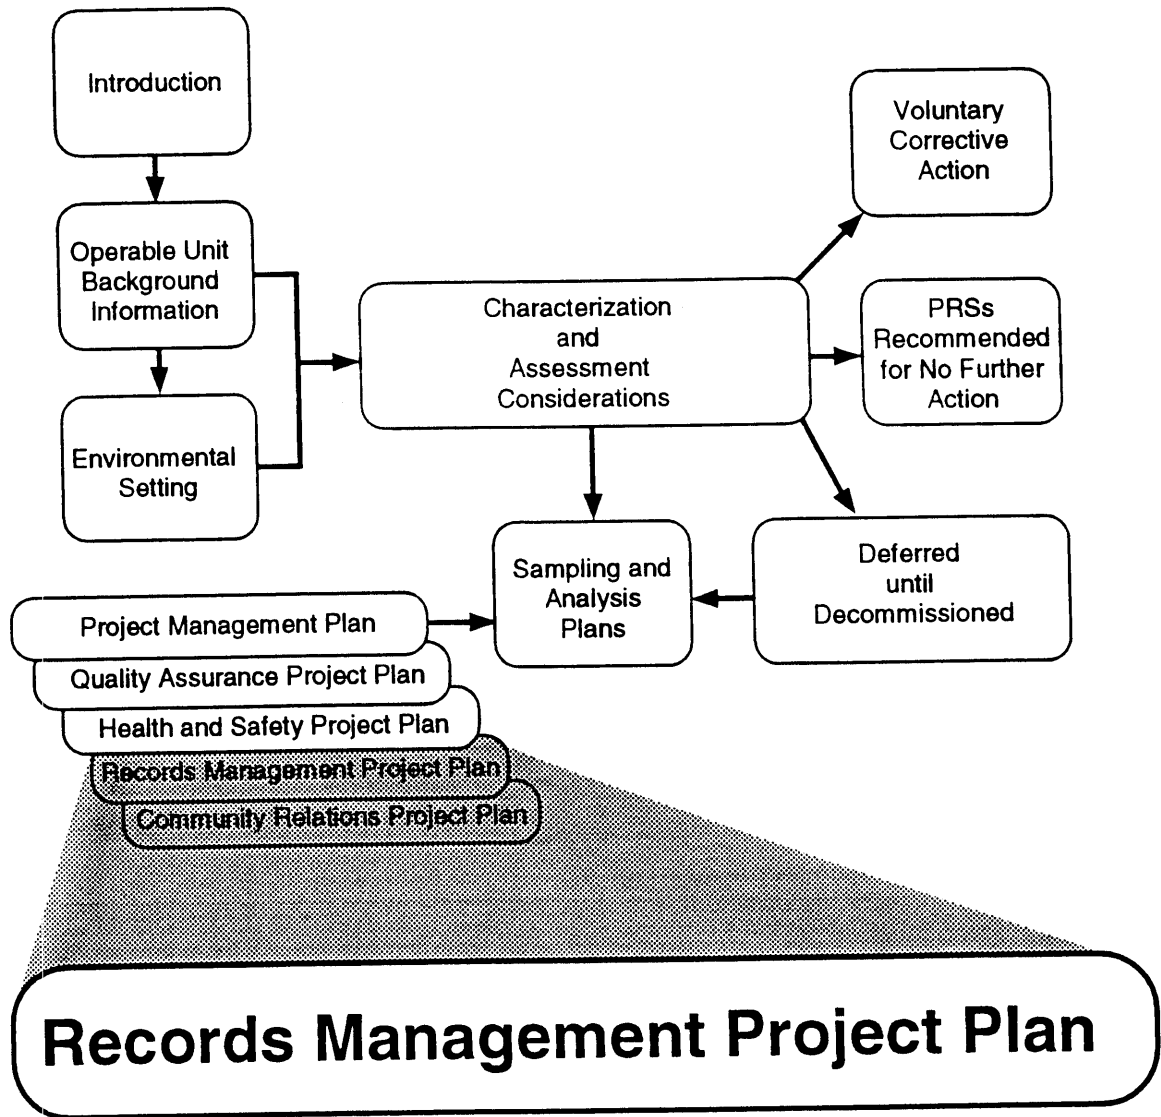 Introduction
Operable Unit
Background
Information
Environmental
Setting
Characterization
and
Assessment
Considerations
Voluntary
Corrective
Action
PRSs
Recommended
for No Further
Action
Deferred
until
Decommissioned
Sampling and
Analysis
Plans
Project Management Plan
Quality Assurance Project Plan
Health and Safety Project Plan
Records Management Project Plan
Community Relations Project Plan
Records Management Project Plan